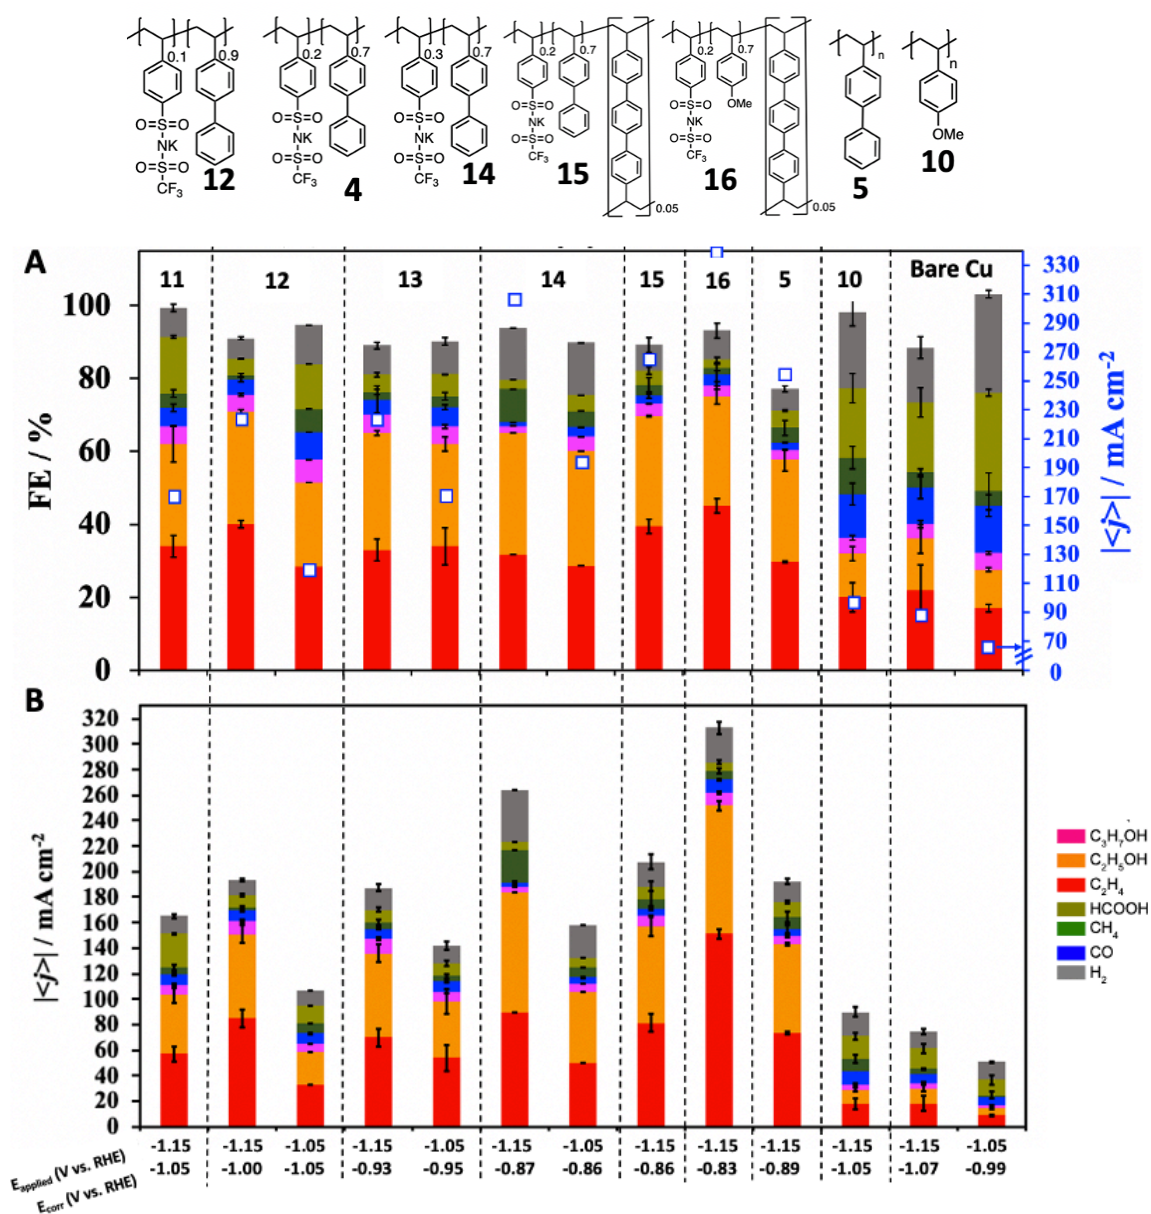 0.1 0.9 0.2 0.7 0.3 0.7 0.2 0.7 0.2 0.7 n n
O=S=O O=S=O O=S=O O=S=O O=S=O
NK NK NK NK NK
O=S=O O=S=O O=S=O O=S=O O=S=O
CF3 CF3 CF3 CF3 CF3
OMe OMe
12 4 14 15 16 5 10
0.05 0.05
A
11 12 13 14 15 16 5 10 Bare Cu
FE / %
100
80
60
40
20
0
330
310
290
270
250
230
210
190
170
150
130
110
90
70
0
|<j>| / mA cm-2
B
|<j>| / mA cm-2
320
300
280
260
240
220
200
180
160
140
120
100
80
60
40
20
0
C3H7OH
C2H5OH
C2H4
HCOOH
CH4
CO
H2
Eapplied (V vs. RHE) -1.15 -1.15 -1.05 -1.15 -1.05 -1.15 -1.05 -1.15 -1.15 -1.15 -1.15 -1.15 -1.05
Ecorr (V vs. RHE) -1.05 -1.00 -1.05 -0.93 -0.95 -0.87 -0.86 -0.86 -0.83 -0.89 -1.05 -1.07 -0.99